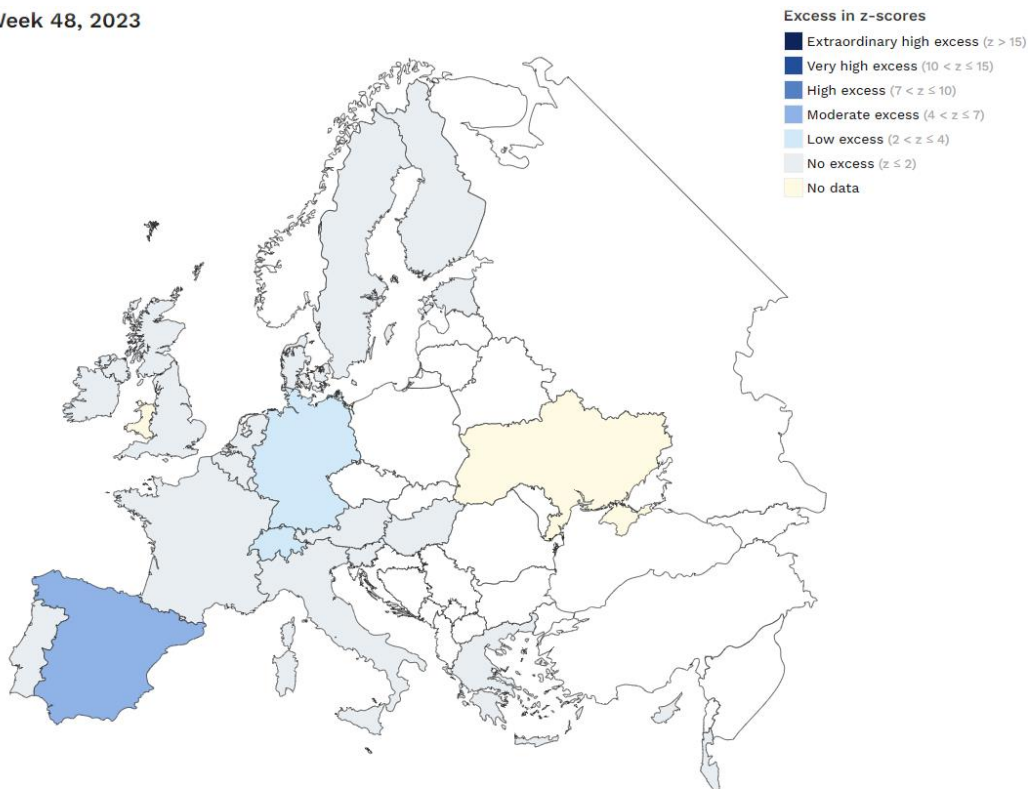 Week 48, 2023
Excess in z-scores
Extraordinary high excess (z > 15)
Very high excess (10 < z ≤ 15)
High excess (7 < z ≤ 10)
Moderate excess (4 < z ≤ 7)
Low excess (2 < z ≤ 4)
No excess (z ≤ 2)
No data